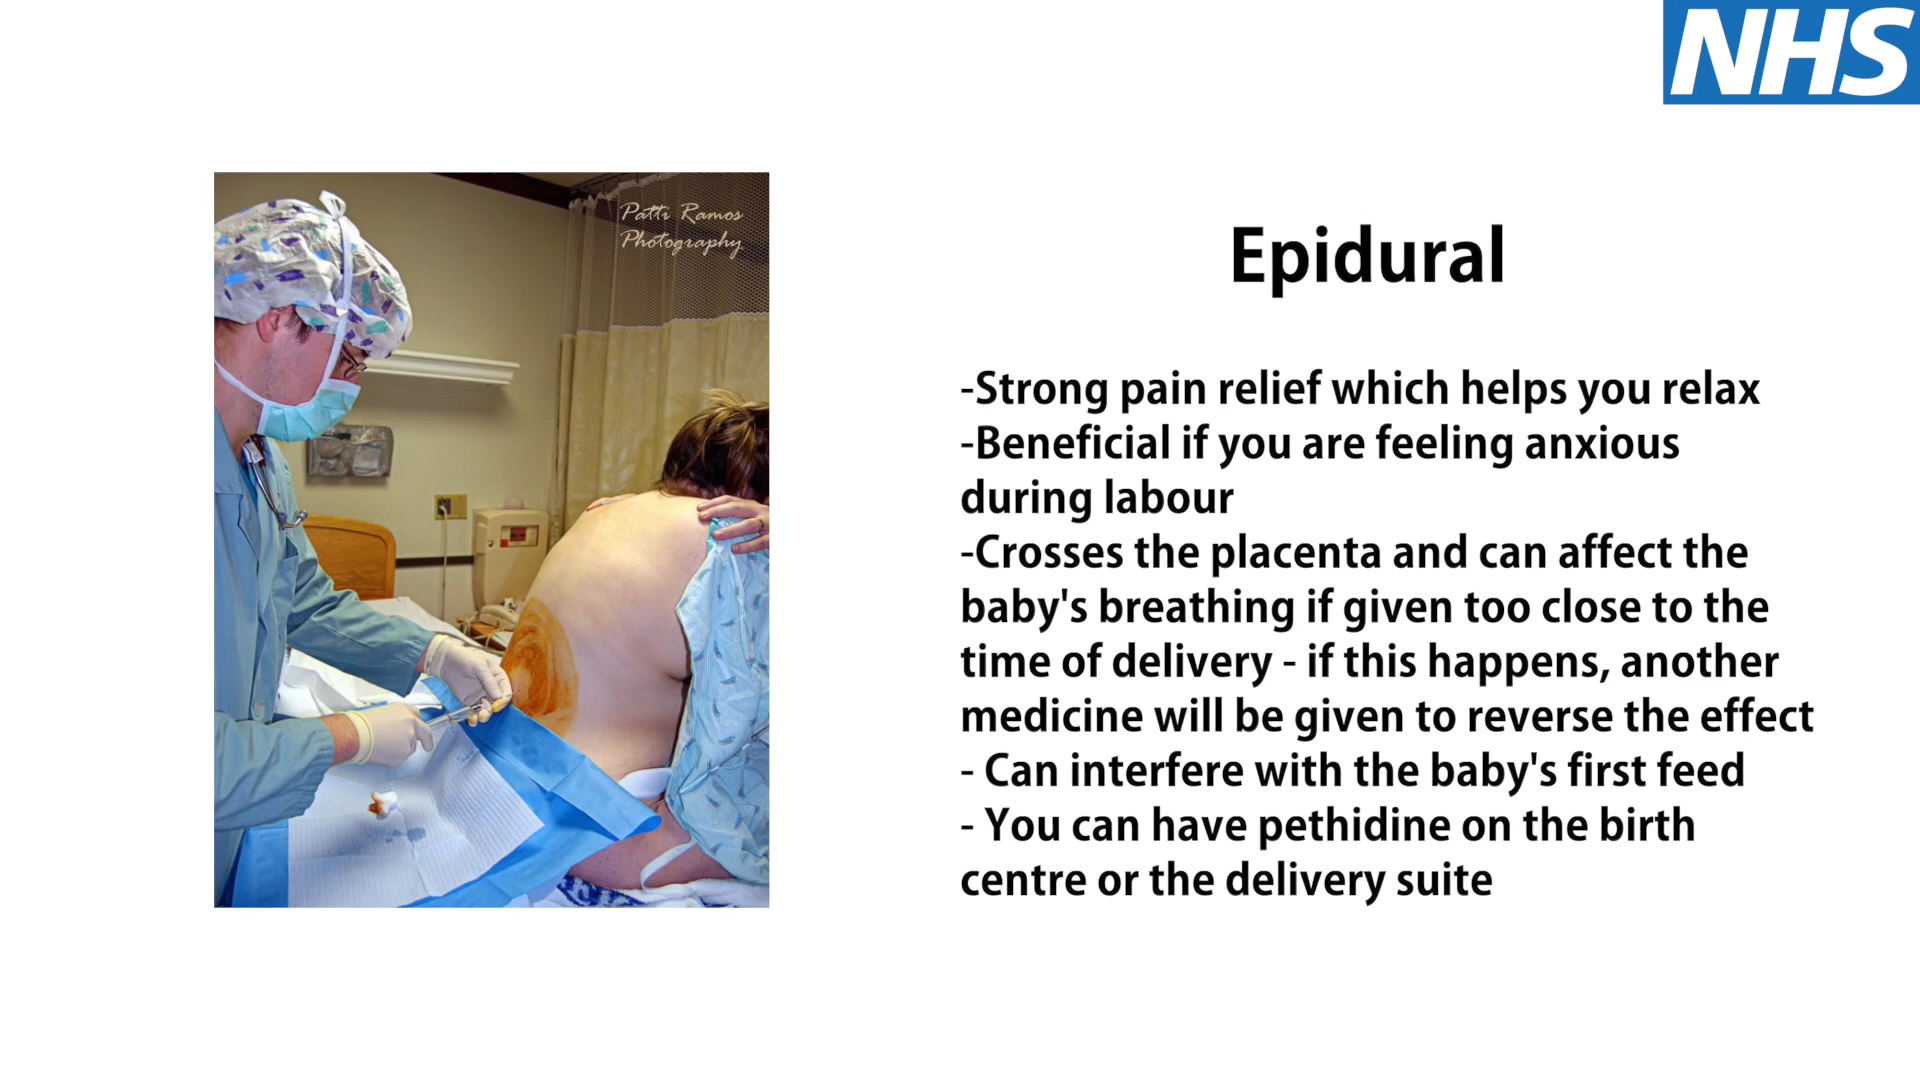 NHS
Patti Ramos
Photography
Epidural
-Strong pain relief which helps you relax
-Beneficial if you are feeling anxious
during labour
-Crosses the placenta and can affect the
baby's breathing if given too close to the
time of delivery - if this happens, another
medicine will be given to reverse the effect
- Can interfere with the baby's first feed
- You can have pethidine on the birth
centre or the delivery suite